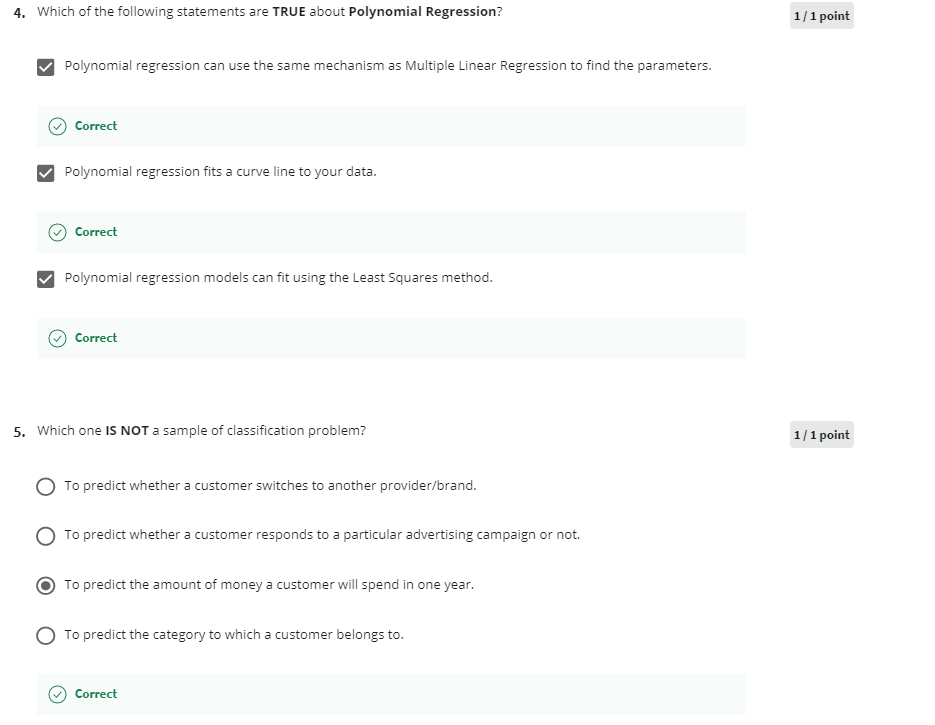 4. Which of the following statements are TRUE about Polynomial Regression?
1 / 1 point
Polynomial regression can use the same mechanism as Multiple Linear Regression to find the parameters.
Correct
Polynomial regression fits a curve line to your data.
Correct
Polynomial regression models can fit using the Least Squares method.
Correct
5. Which one IS NOT a sample of classification problem?
1 / 1 point
To predict whether a customer switches to another provider/brand.
To predict whether a customer responds to a particular advertising campaign or not.
To predict the amount of money a customer will spend in one year.
To predict the category to which a customer belongs to.
Correct